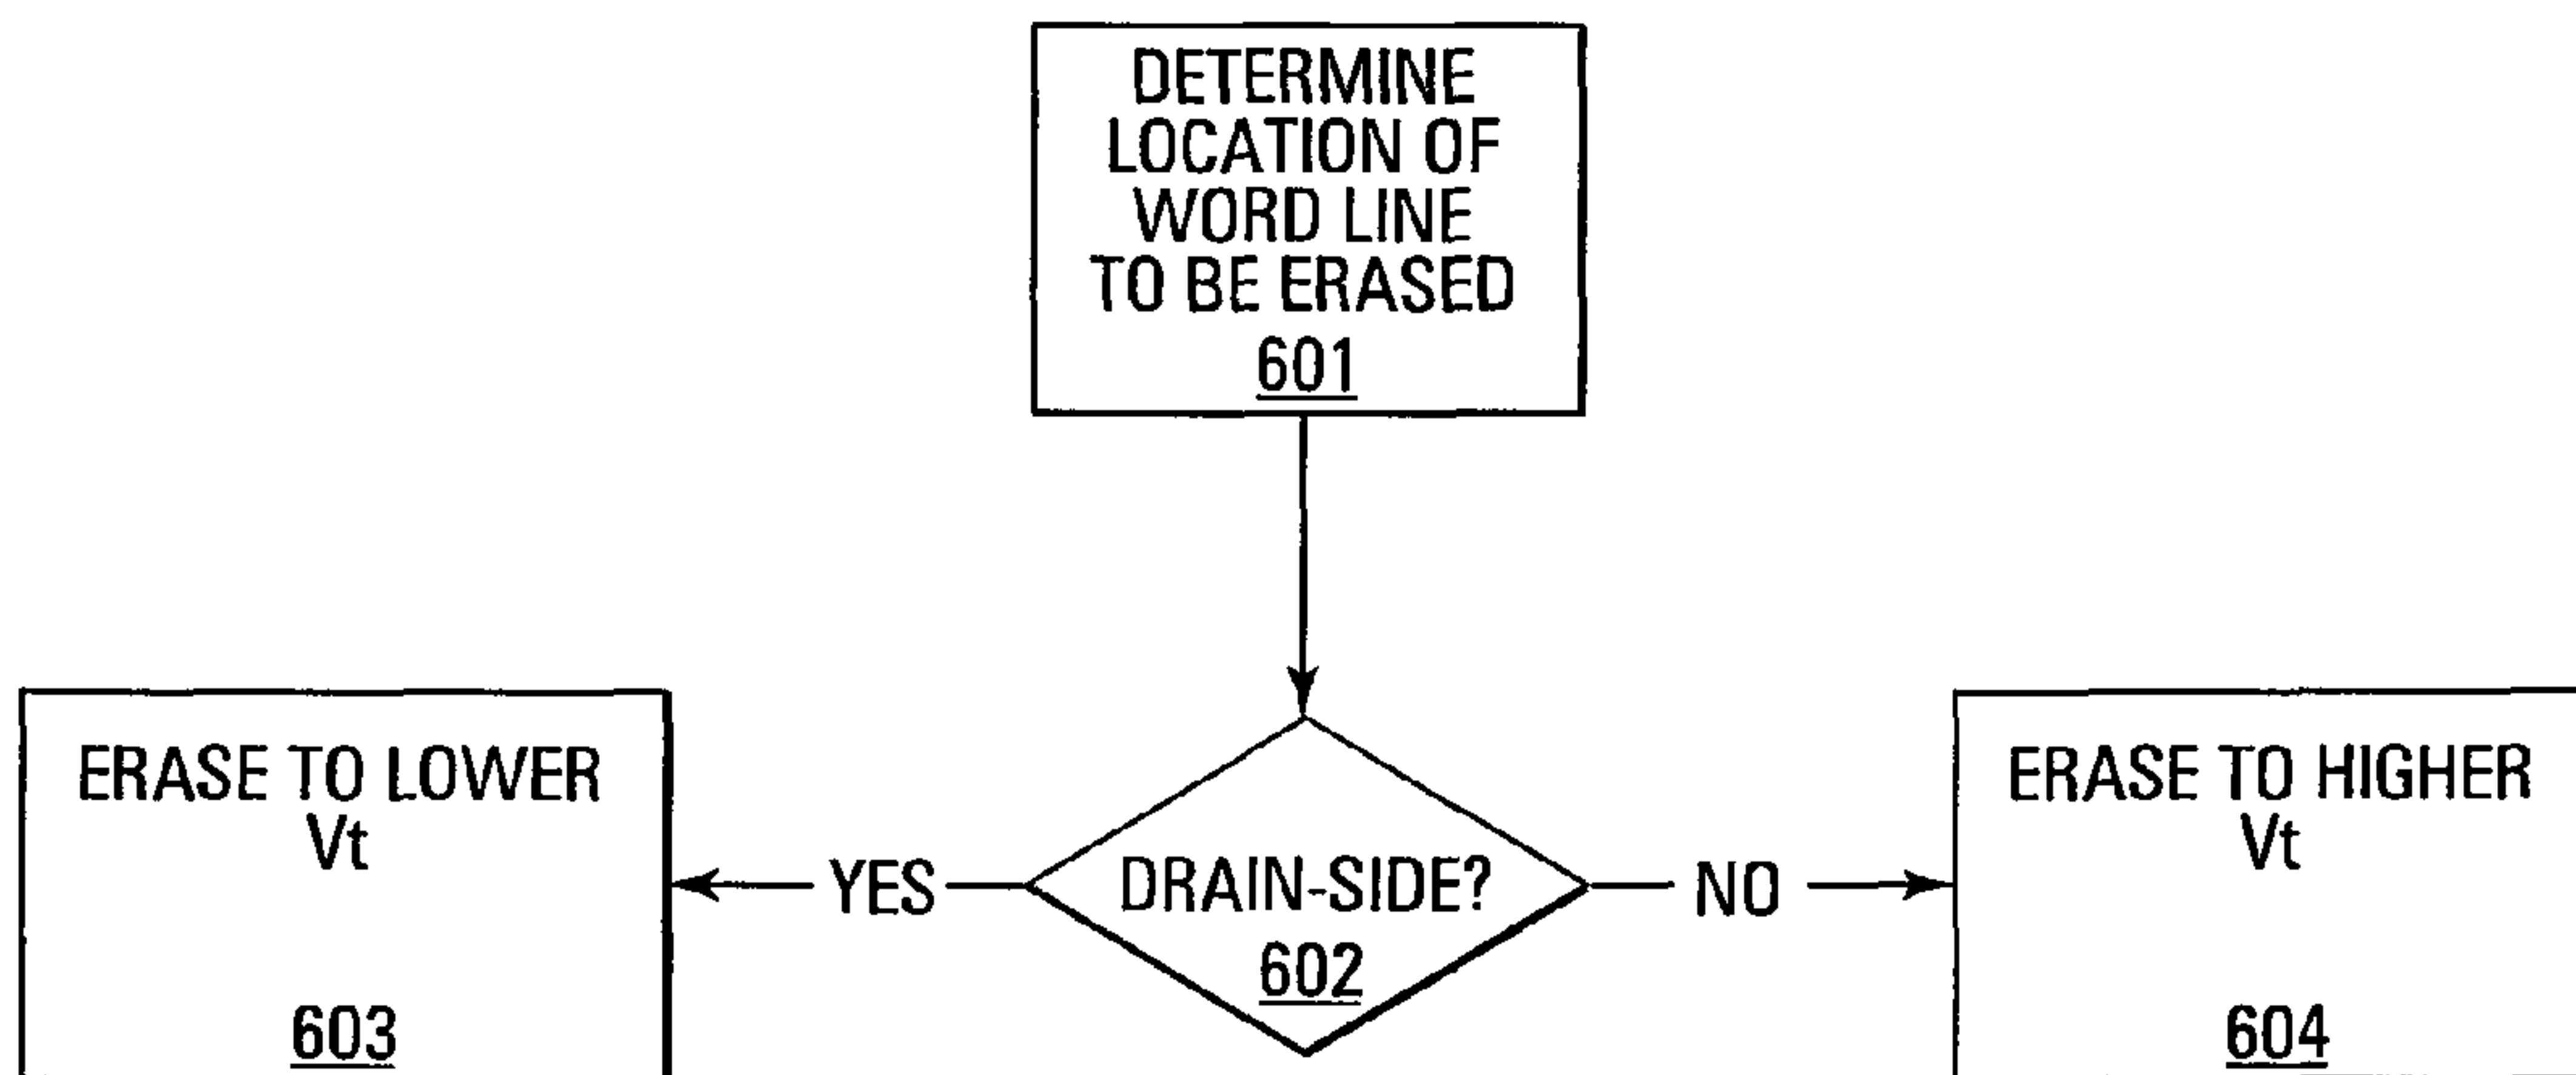 DETERMINE
LOCATION OF
WORD LINE
TO BE ERASED
601
ERASE TO LOWER
Vt
603
YES
DRAIN-SIDE?
602
NO
ERASE TO HIGHER
Vt
604